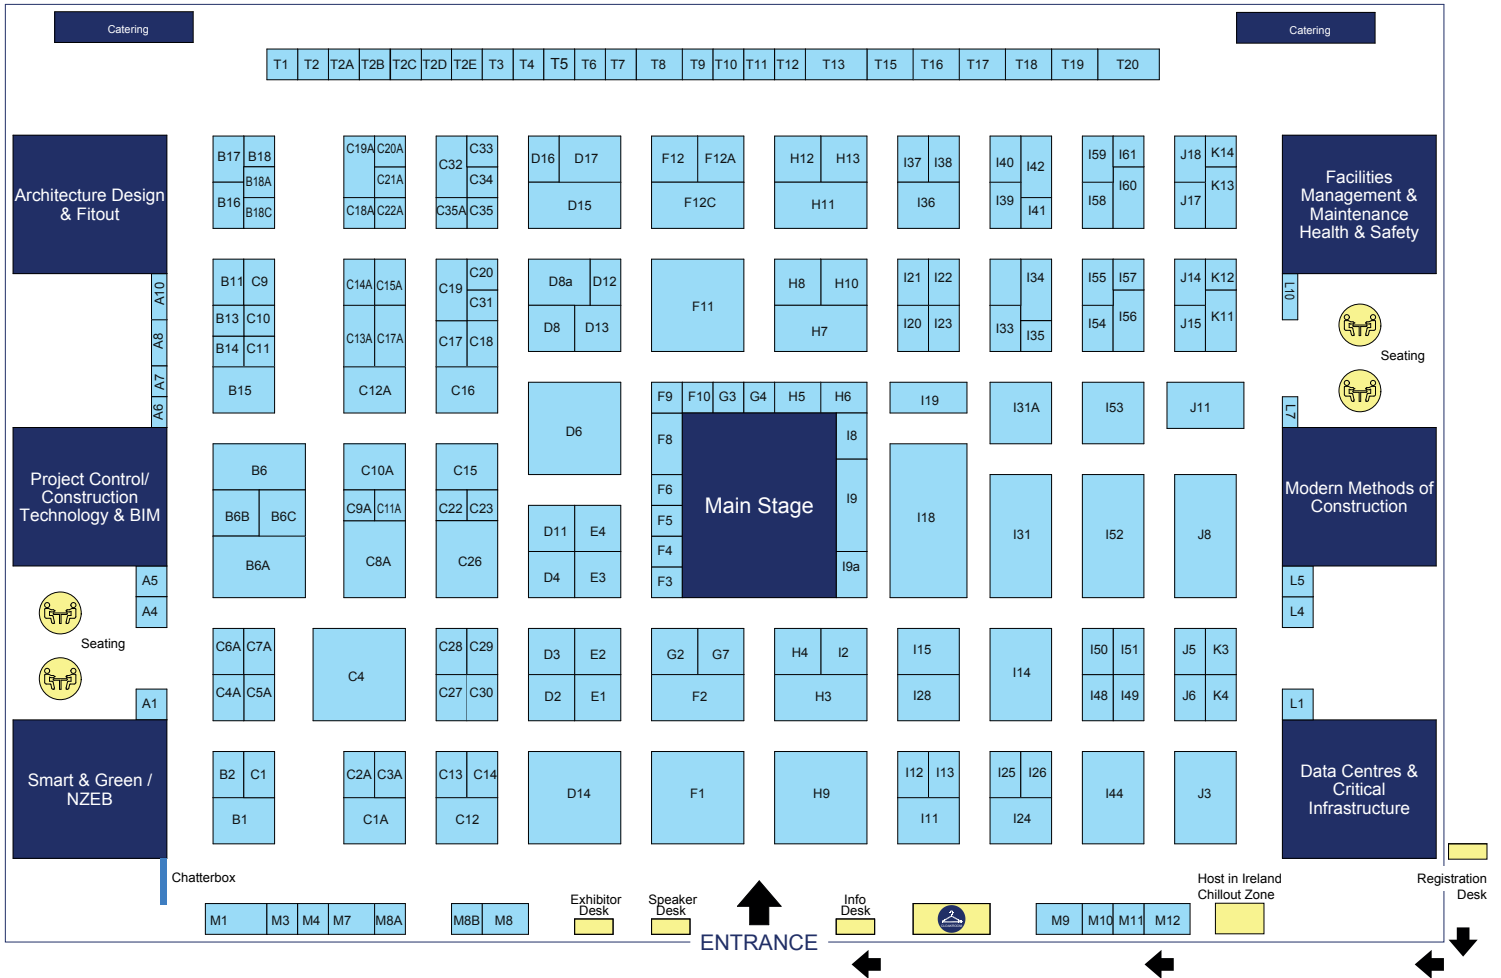 Catering
Catering
T1 T2 T2A T2B T2C T2D T2E T3 T4 T5 T6 T7 T8 T9 T10 T11 T12 T13 T15 T16 T17 T18 T19 T20
Architecture Design
& Fitout
B17 B18 C19A C20A C32 C33 D16 D17 F12 F12A H12 H13 I37 I38 I40 I42 I59 I61 J18 K14
B18A C21A C34 I60 K13
B16 B18C C18A C22A C35A C35 D15 F12C H11 I36 I39 I41 I58 J17
Facilities
Management &
Maintenance
Health & Safety
A10
A8
A7
A6
B11 C9 C14A C15A C19 C20 D8a D12 F11 H8 H10 I21 I22 I34 I55 I57 J14 K12
C31
B13 C10 C13A C17A C17 C18 D8 D13 H7 I20 I23 I33 I35 I54 I56 J15 K11
B14 C11
B15 C12A C16
L10
Seating
L7
F9 F10 G3 G4 H5 H6 I19 I31A I53 J11
D6 F8 I8
Project Control/
Construction
Technology & BIM
B6 C10A C15
B6B B6C C9A C11A C22 C23
B6A C8A C26
D11 E4
D4 E3
F6
F5
F4
F3
Main Stage
I9
I9a
I18 I31 I52 J8
Modern Methods of
Construction
A5
A4
Seating
A1
L5
L4
L1
C6A C7A C4 C28 C29 D3 E2 G2 G7 H4 I2 I15 I14 I50 I51 J5 K3
C4A C5A C27 C30 D2 E1 F2 H3 I28 I48 I49 J6 K4
Smart & Green /
NZEB
B2 C1 C2A C3A C13 C14 D14 F1 H9 I12 I13 I25 I26 I44 J3
B1 C1A C12 I11 I24
Data Centres &
Critical
Infrastructure
Chatterbox
M1 M3 M4 M7 M8A M8B M8
Exhibitor
Desk
Speaker
Desk
Info
Desk
M9 M10 M11 M12
Host in Ireland
Chillout Zone
Registration
Desk
ENTRANCE